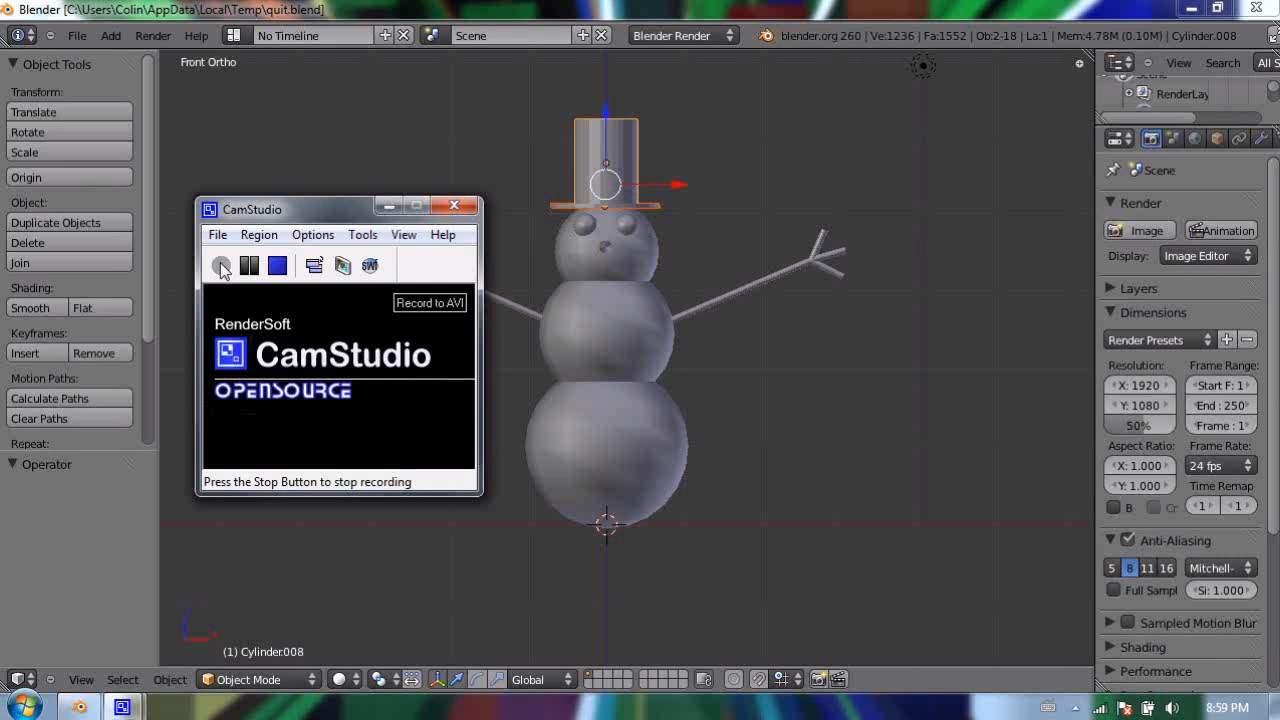 Blender [C:\Users\Colin\AppData\Local\Temp\quit.blend]
File Add Render Help No Timeline Scene Blender Render blender.org 260 | Ve:1236 | Fa:1552 | Ob:2-18 | La:1 | Mem:4.78M (0.10M) | Cylinder.008
Object Tools
Transform:
Translate
Rotate
Scale
Origin
Object:
Duplicate Objects
Delete
Join
Shading:
Smooth Flat
Keyframes:
Insert Remove
Motion Paths:
Calculate Paths
Clear Paths
Repeat:
Operator
Front Ortho
CamStudio
File Region Options Tools View Help
SWF
Record to AVI
RenderSoft
CamStudio
OPENSOURCE
Press the Stop Button to stop recording
(1) Cylinder.008
View Select Object Object Mode Global
View Search All S
Scene
RenderLay
Scene
Render
Image Animation
Display: Image Editor
Layers
Dimensions
Render Presets
Resolution: Frame Range:
X: 1920 Start F: 1
Y: 1080 End : 250
50% Frame : 1
Aspect Ratio: Frame Rate:
X: 1.000 24 fps
Y: 1.000 Time Remap
B Cr 1 1
Anti-Aliasing
5 8 11 16 Mitchell-
Full Sampl Si: 1.000
Sampled Motion Blur
Shading
Performance
8:59 PM